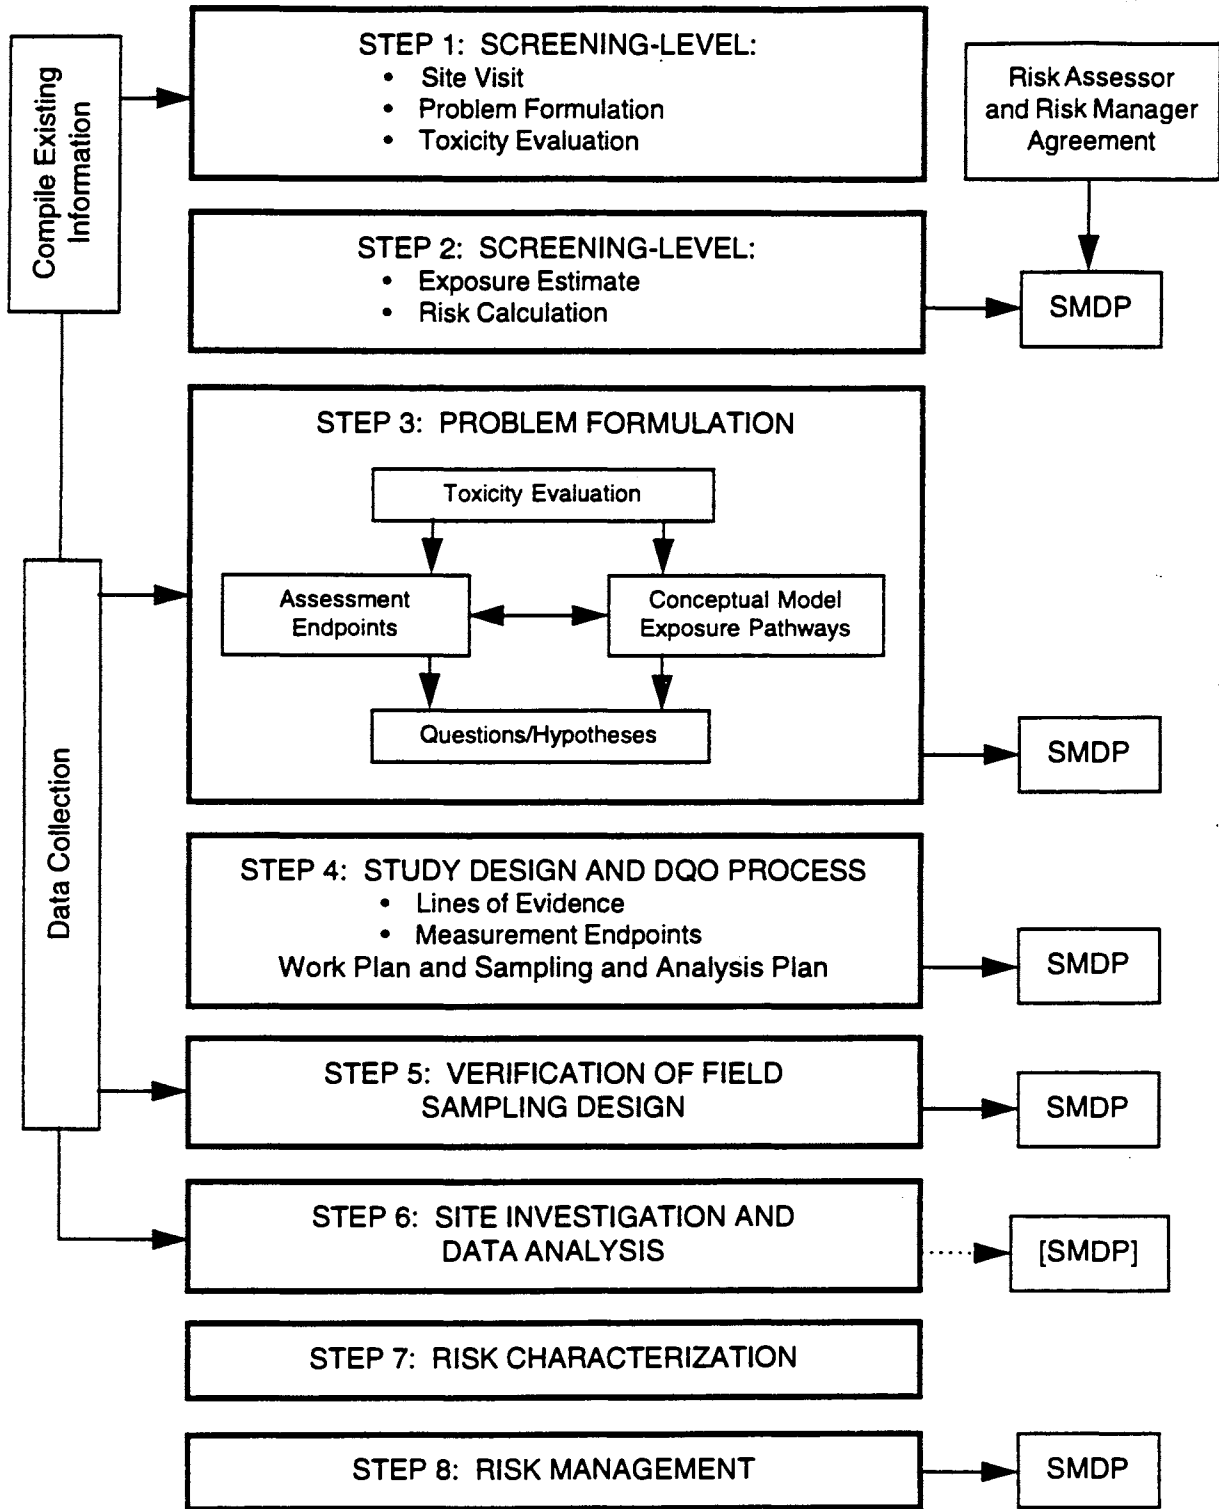 Compile Existing
Information
STEP 1: SCREENING-LEVEL:
• Site Visit
• Problem Formulation
• Toxicity Evaluation
Risk Assessor
and Risk Manager
Agreement
STEP 2: SCREENING-LEVEL:
• Exposure Estimate
• Risk Calculation
SMDP
Data Collection
STEP 3: PROBLEM FORMULATION
Toxicity Evaluation
Assessment
Endpoints
Conceptual Model
Exposure Pathways
Questions/Hypotheses
SMDP
STEP 4: STUDY DESIGN AND DQO PROCESS
• Lines of Evidence
• Measurement Endpoints
Work Plan and Sampling and Analysis Plan
SMDP
STEP 5: VERIFICATION OF FIELD
SAMPLING DESIGN
SMDP
STEP 6: SITE INVESTIGATION AND
DATA ANALYSIS
[SMDP]
STEP 7: RISK CHARACTERIZATION
STEP 8: RISK MANAGEMENT
SMDP